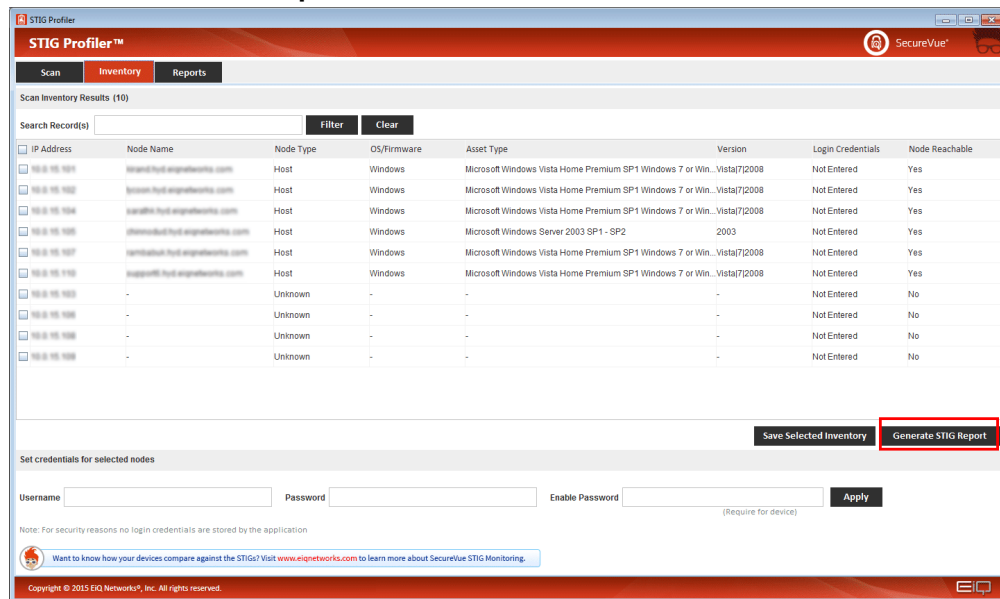 STIG Profiler
STIG Profiler™ SecureVue®
Scan Inventory Reports
Scan Inventory Results (10)
Search Record(s) Filter Clear
IP Address Node Name Node Type OS/Firmware Asset Type Version Login Credentials Node Reachable
Host Windows Microsoft Windows Vista Home Premium SP1 Windows 7 or Win... Vista|7|2008 Not Entered Yes
Host Windows Microsoft Windows Vista Home Premium SP1 Windows 7 or Win... Vista|7|2008 Not Entered Yes
Host Windows Microsoft Windows Vista Home Premium SP1 Windows 7 or Win... Vista|7|2008 Not Entered Yes
Host Windows Microsoft Windows Server 2003 SP1 - SP2 2003 Not Entered Yes
Host Windows Microsoft Windows Vista Home Premium SP1 Windows 7 or Win... Vista|7|2008 Not Entered Yes
Host Windows Microsoft Windows Vista Home Premium SP1 Windows 7 or Win... Vista|7|2008 Not Entered Yes
- Unknown - - - Not Entered No
- Unknown - - - Not Entered No
- Unknown - - - Not Entered No
- Unknown - - - Not Entered No
Save Selected Inventory Generate STIG Report
Set credentials for selected nodes
Username Password Enable Password Apply
(Require for device)
Note: For security reasons no login credentials are stored by the application
Want to know how your devices compare against the STIGs? Visit www.eiqnetworks.com to learn more about SecureVue STIG Monitoring.
Copyright © 2015 EiQ Networks®, Inc. All rights reserved. EiQ